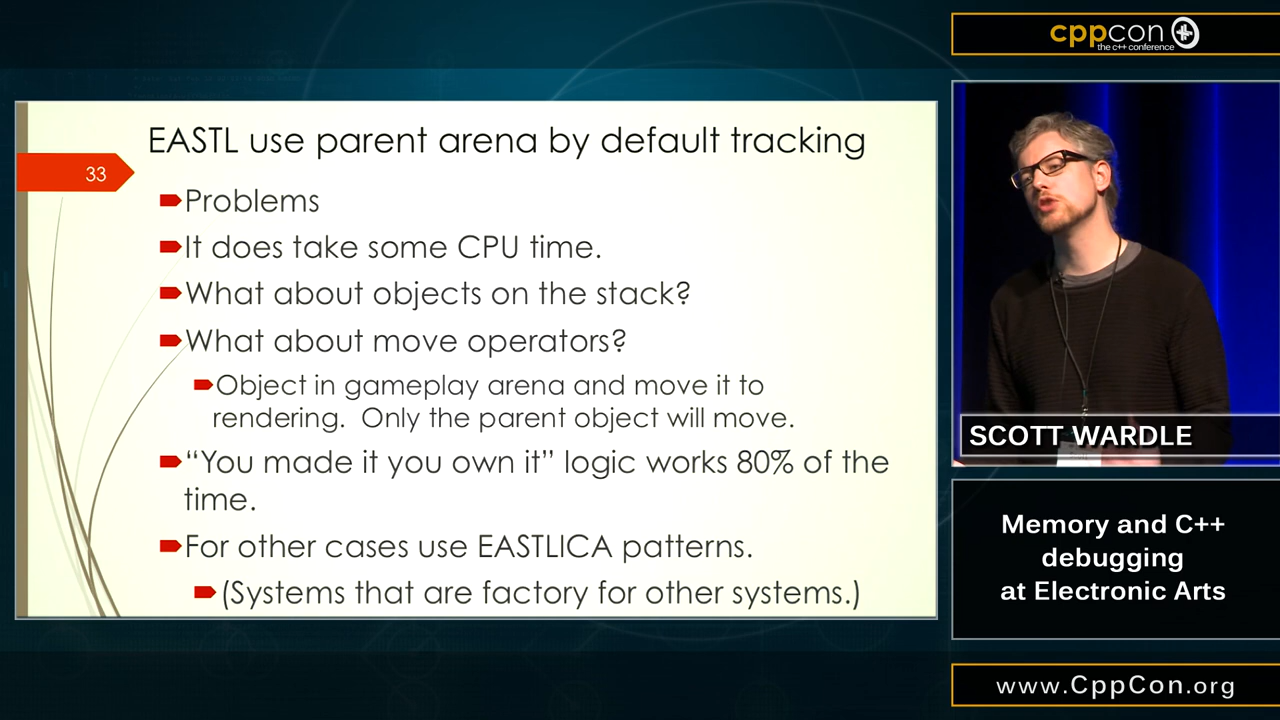 cppcon
the c++ conference
EASTL use parent arena by default tracking
33
Problems
It does take some CPU time.
What about objects on the stack?
What about move operators?
Object in gameplay arena and move it to
rendering. Only the parent object will move.
“You made it you own it” logic works 80% of the
time.
For other cases use EASTLICA patterns.
(Systems that are factory for other systems.)
SCOTT WARDLE
Memory and C++
debugging
at Electronic Arts
www.CppCon.org